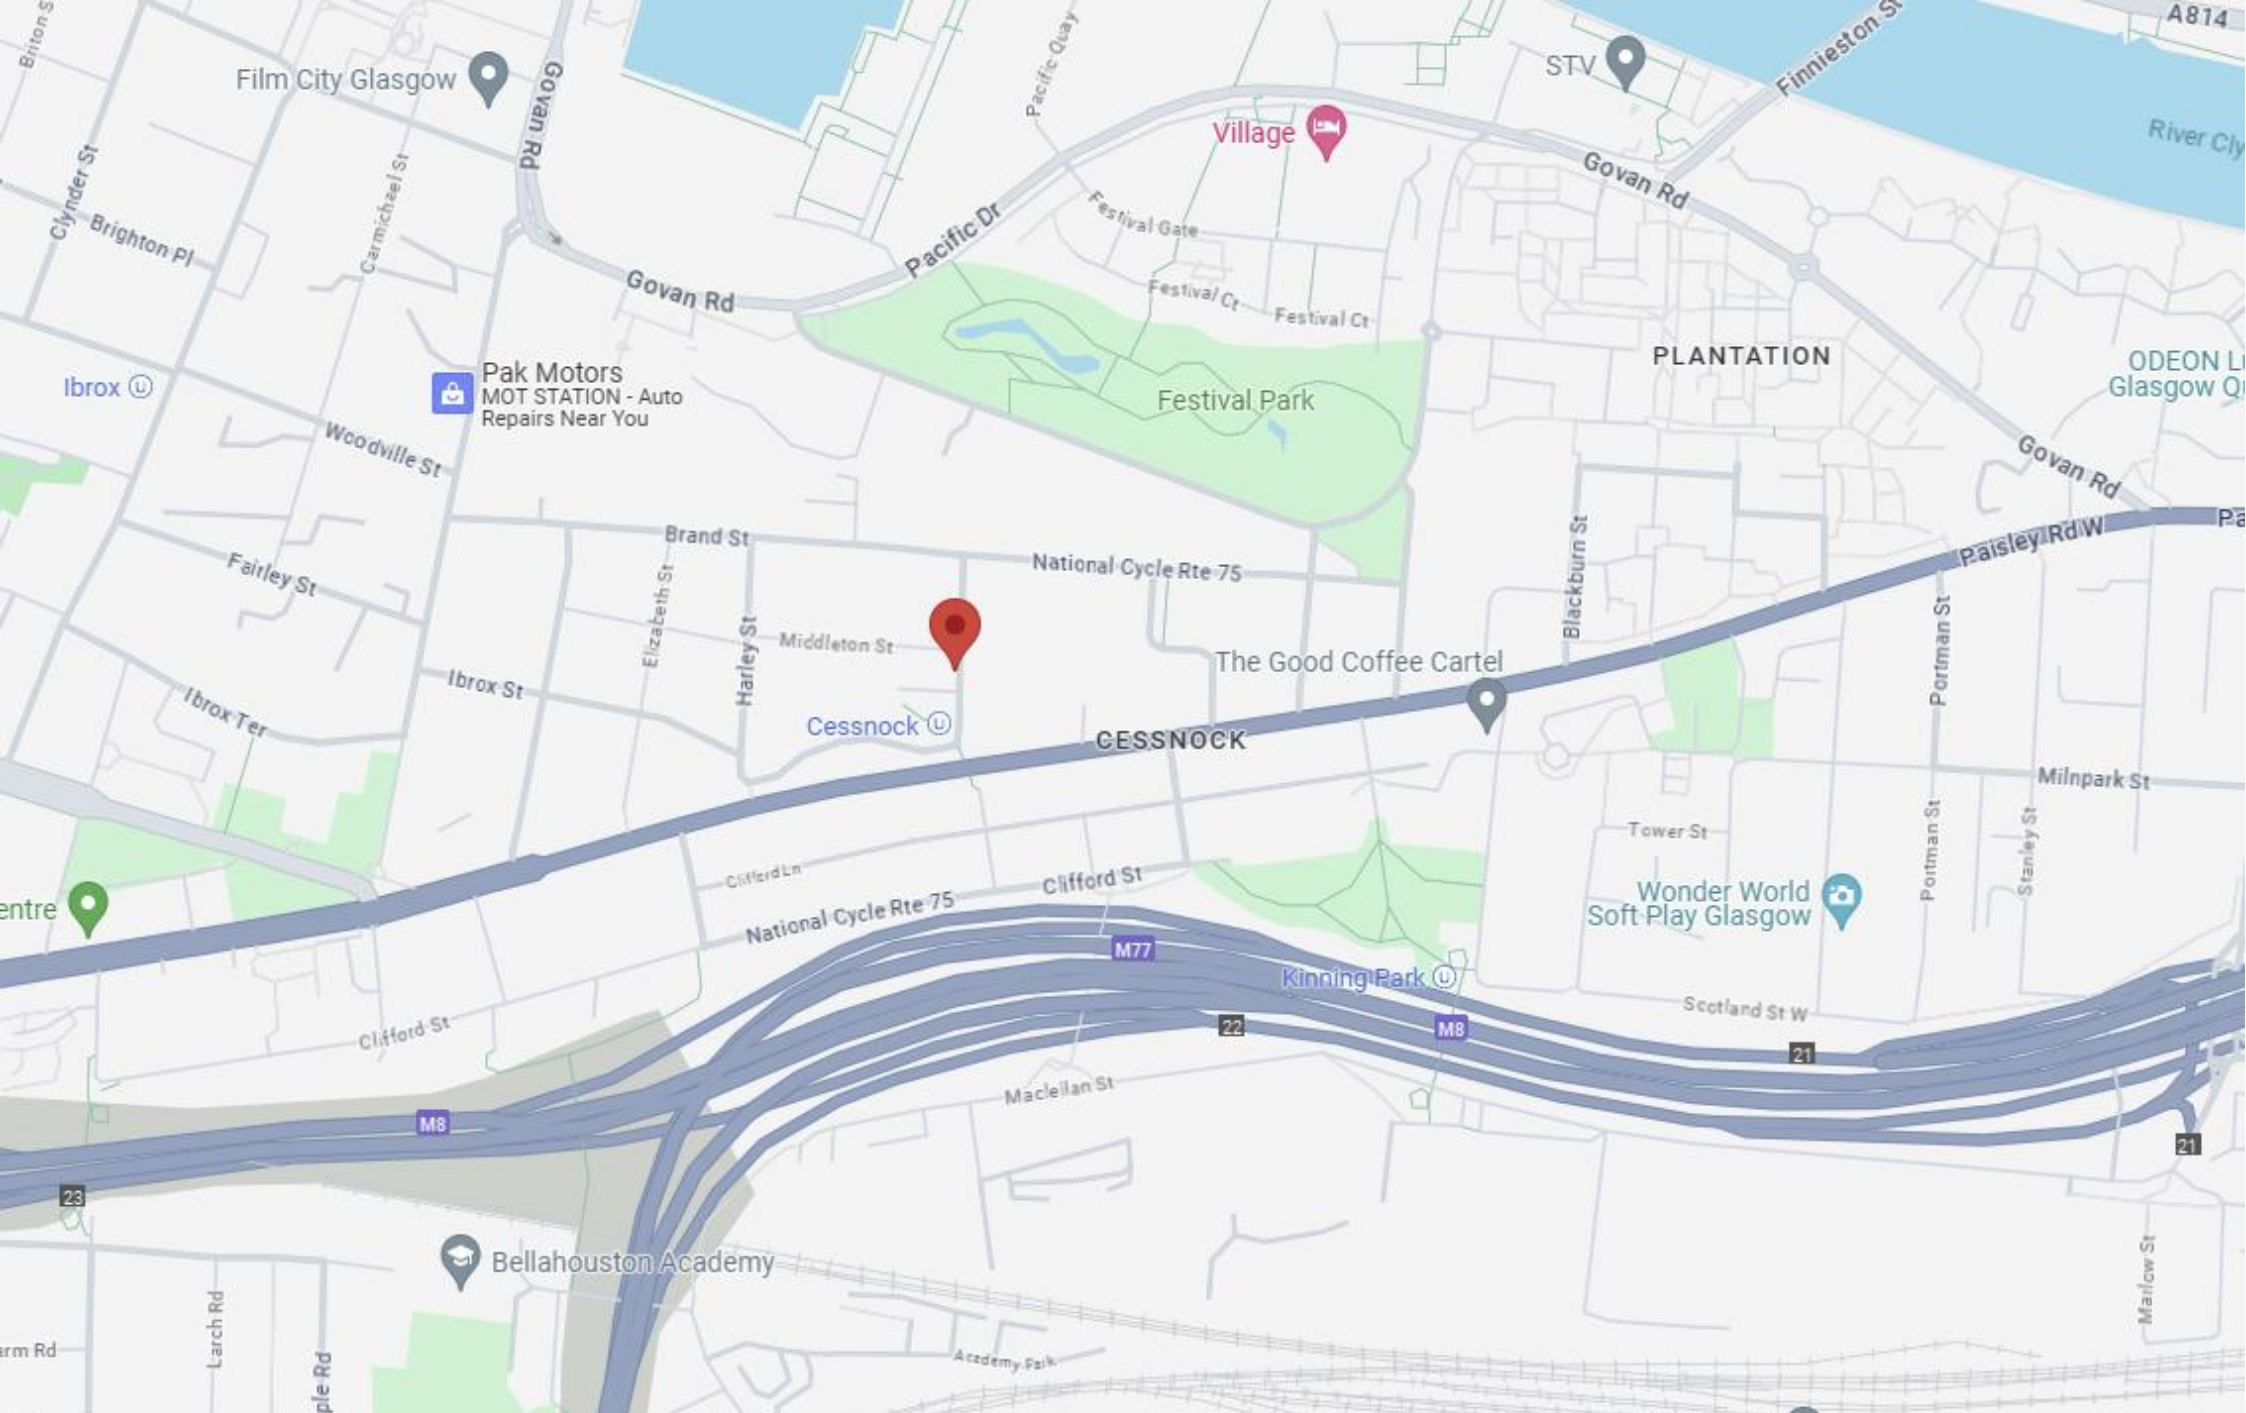 A814
Finnieston St
Film City Glasgow
Govan Rd
Pacific Quay
STV
River Cly
Village
Clynder St
Carmichael St
Brighton Pl
Govan Rd
Festival Gate
Pacific Dr
Govan Rd
Festival Ct
Festival Ct
PLANTATION
ODEON L
Glasgow Q
Ibrox
Pak Motors
MOT STATION - Auto
Repairs Near You
Festival Park
Woodville St
Govan Rd
Brand St
National Cycle Rte 75
Paisley Rd W
Pa
Fairley St
Elizabeth St
Harley St
Middleton St
Blackburn St
Portman St
The Good Coffee Cartel
Ibrox St
Ibrox Ter
Cessnock
CESSNOCK
Milnpark St
Tower St
Portman St
Stanley St
Clifford Ln
Clifford St
National Cycle Rte 75
Wonder World
Soft Play Glasgow
entre
M77
Kinning Park
Scotland St W
Clifford St
22
M8
21
Maclellan St
M8
21
23
Bellahouston Academy
Larch Rd
Marlow St
arm Rd
ple Rd
Academy Park